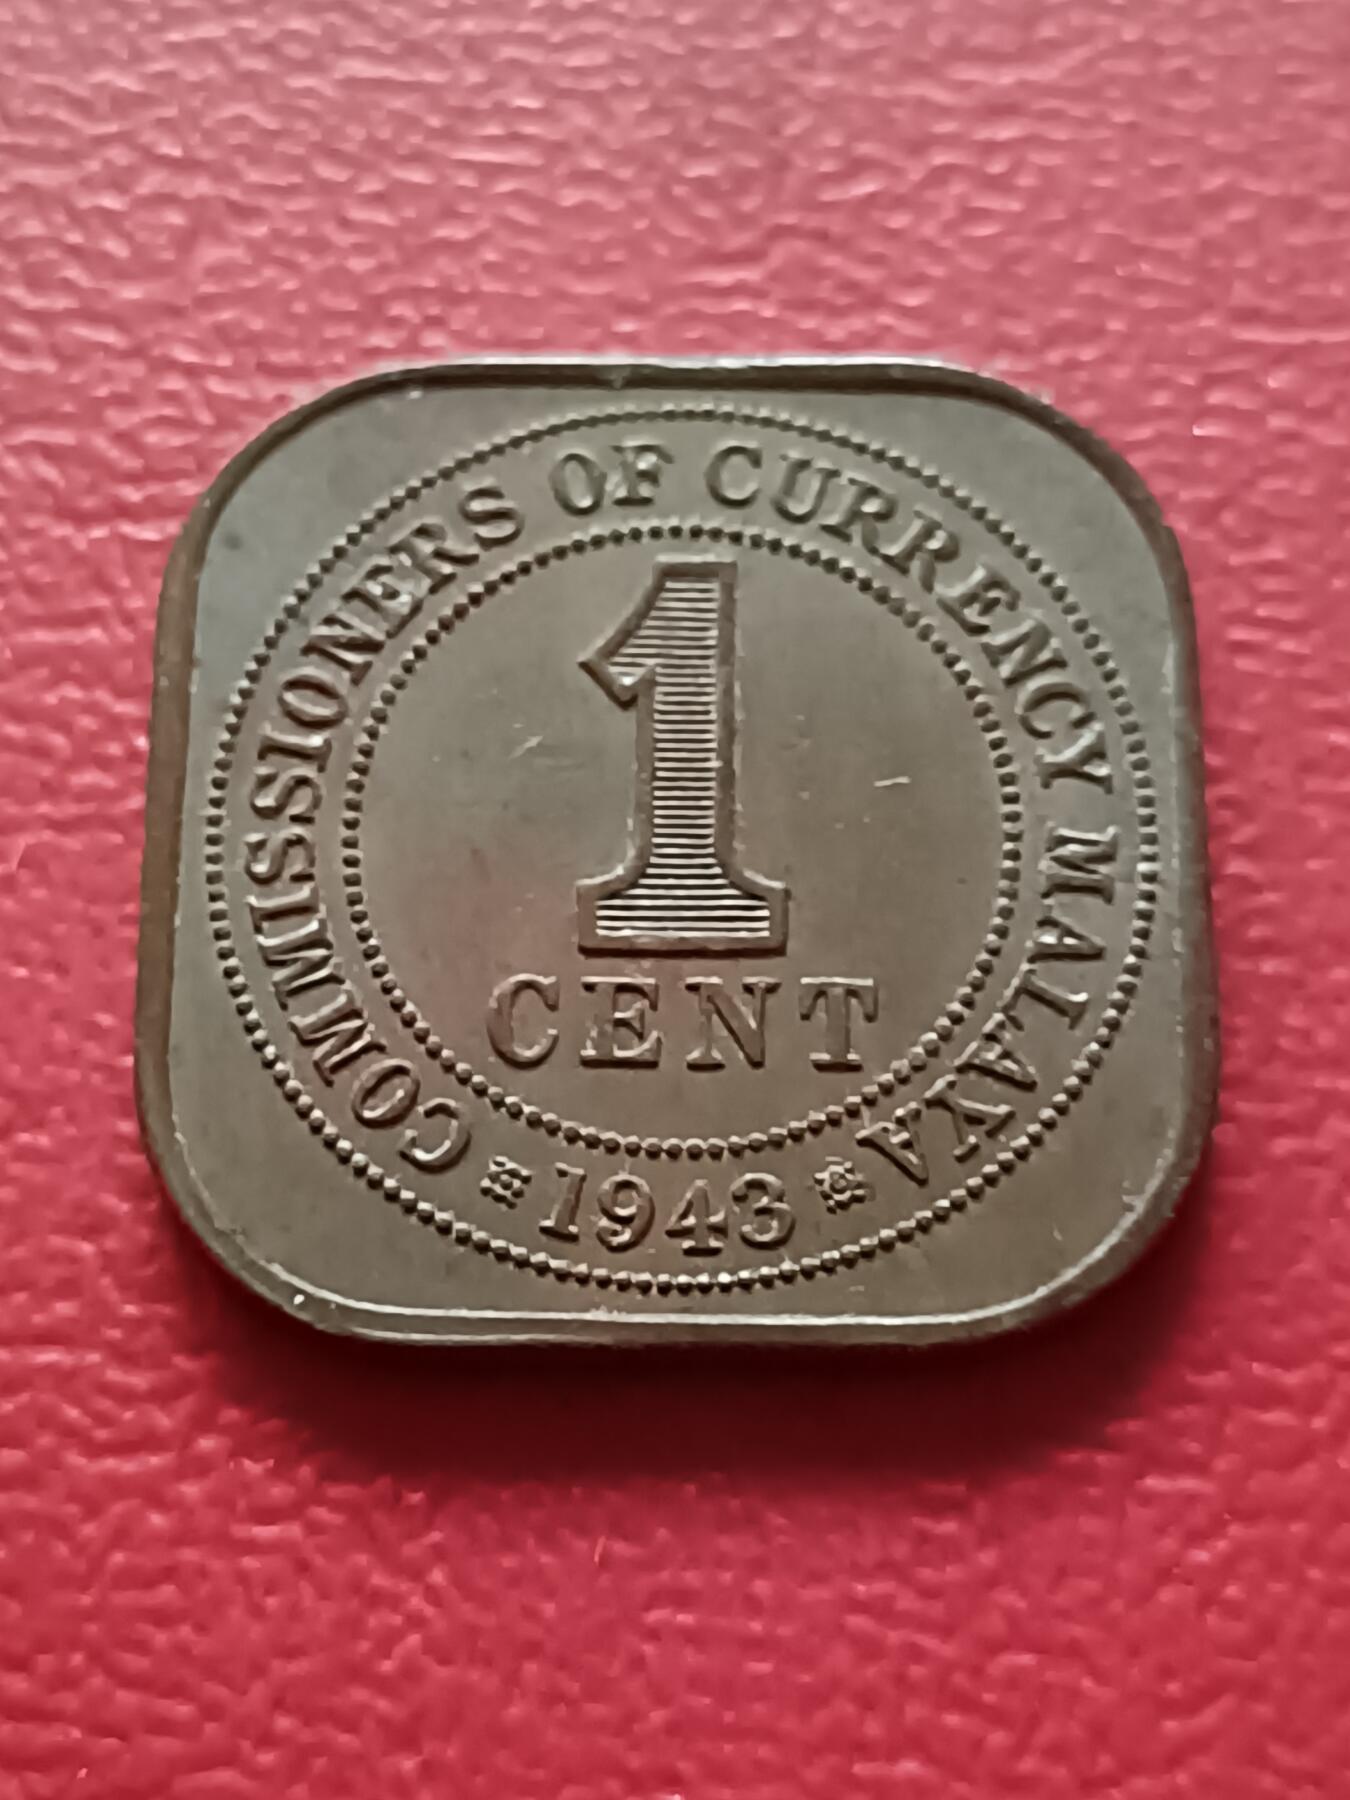 COMMISSIONERS OF CURRENCY MALAYA
1
CENT
1943